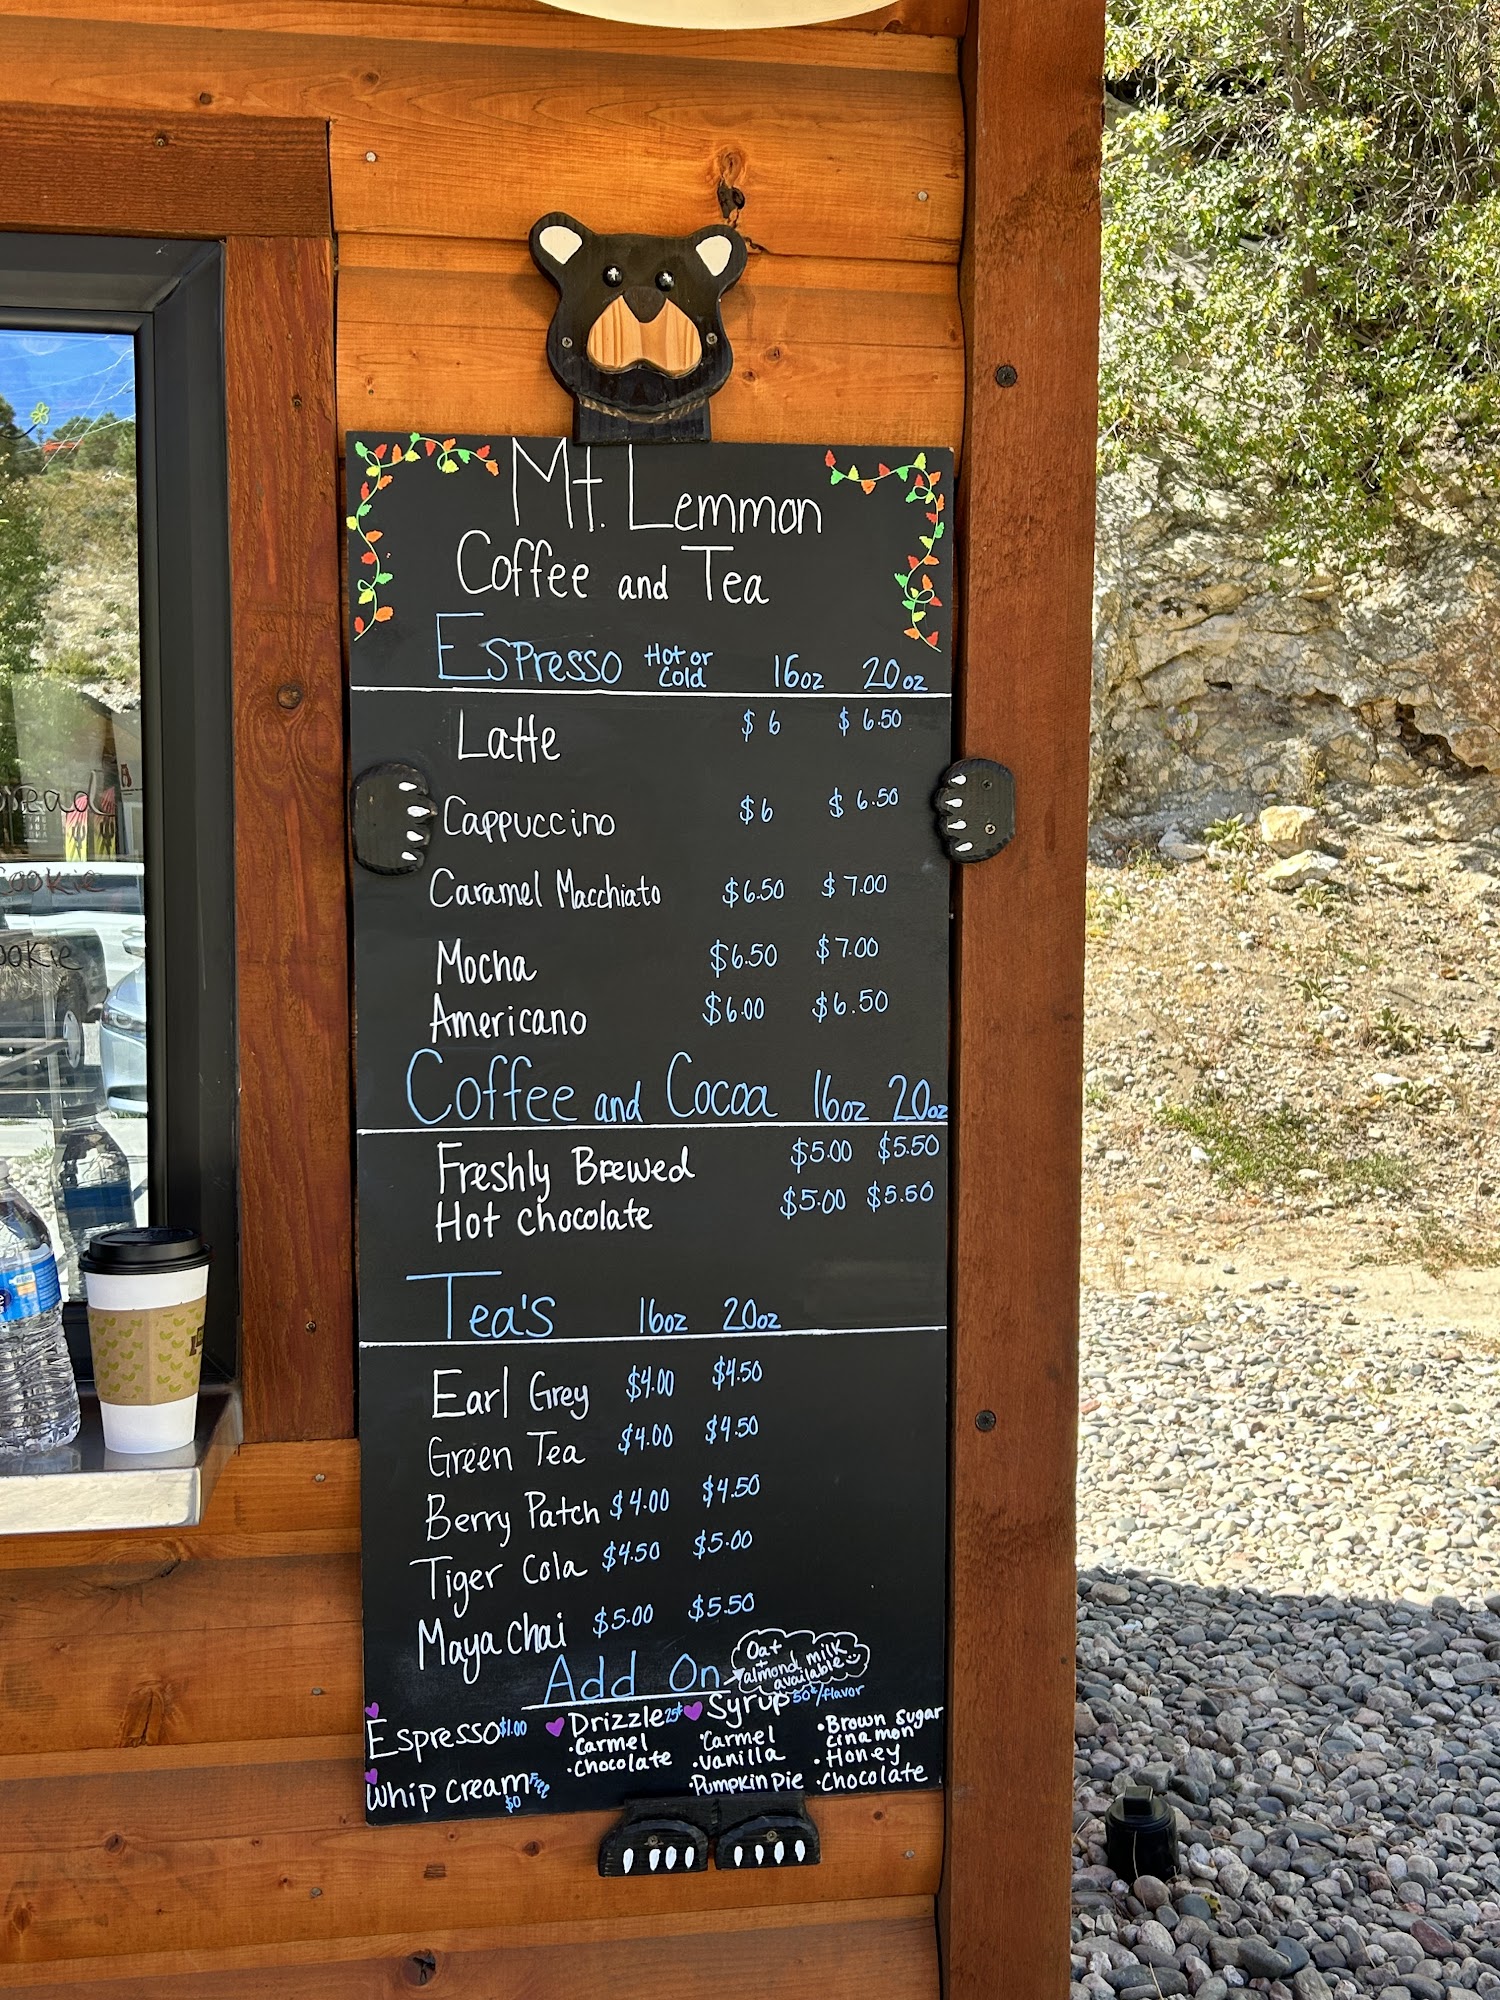 Mt. Lemmon
Coffee and Tea
Espresso Hot or Cold 16oz 20oz
Latte $6 $6.50
Cappuccino $6 $6.50
Caramel Macchiato $6.50 $7.00
Mocha $6.50 $7.00
Americano $6.00 $6.50
Coffee and Cocoa 16oz 20oz
Freshly Brewed $5.00 $5.50
Hot chocolate $5.00 $5.50
Tea's 16oz 20oz
Earl Grey $4.00 $4.50
Green Tea $4.00 $4.50
Berry Patch $4.00 $4.50
Tiger Cola $4.50 $5.00
Maya chai $5.00 $5.50
Add On
Oat + almond milk available
Espresso $1.00
Whip cream Free $0
Drizzle 25¢
•Carmel
•Chocolate
Syrup 50¢/flavor
•Carmel
•Vanilla
•Pumpkin Pie
•Brown sugar cinamon
•Honey
•Chocolate
Cookie